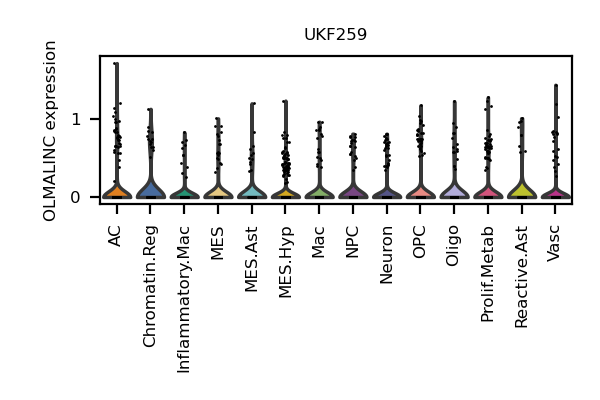 UKF259
OLMALINC expression
1
0
AC
Chromatin.Reg
Inflammatory.Mac
MES
MES.Ast
MES.Hyp
Mac
NPC
Neuron
OPC
Oligo
Prolif.Metab
Reactive.Ast
Vasc